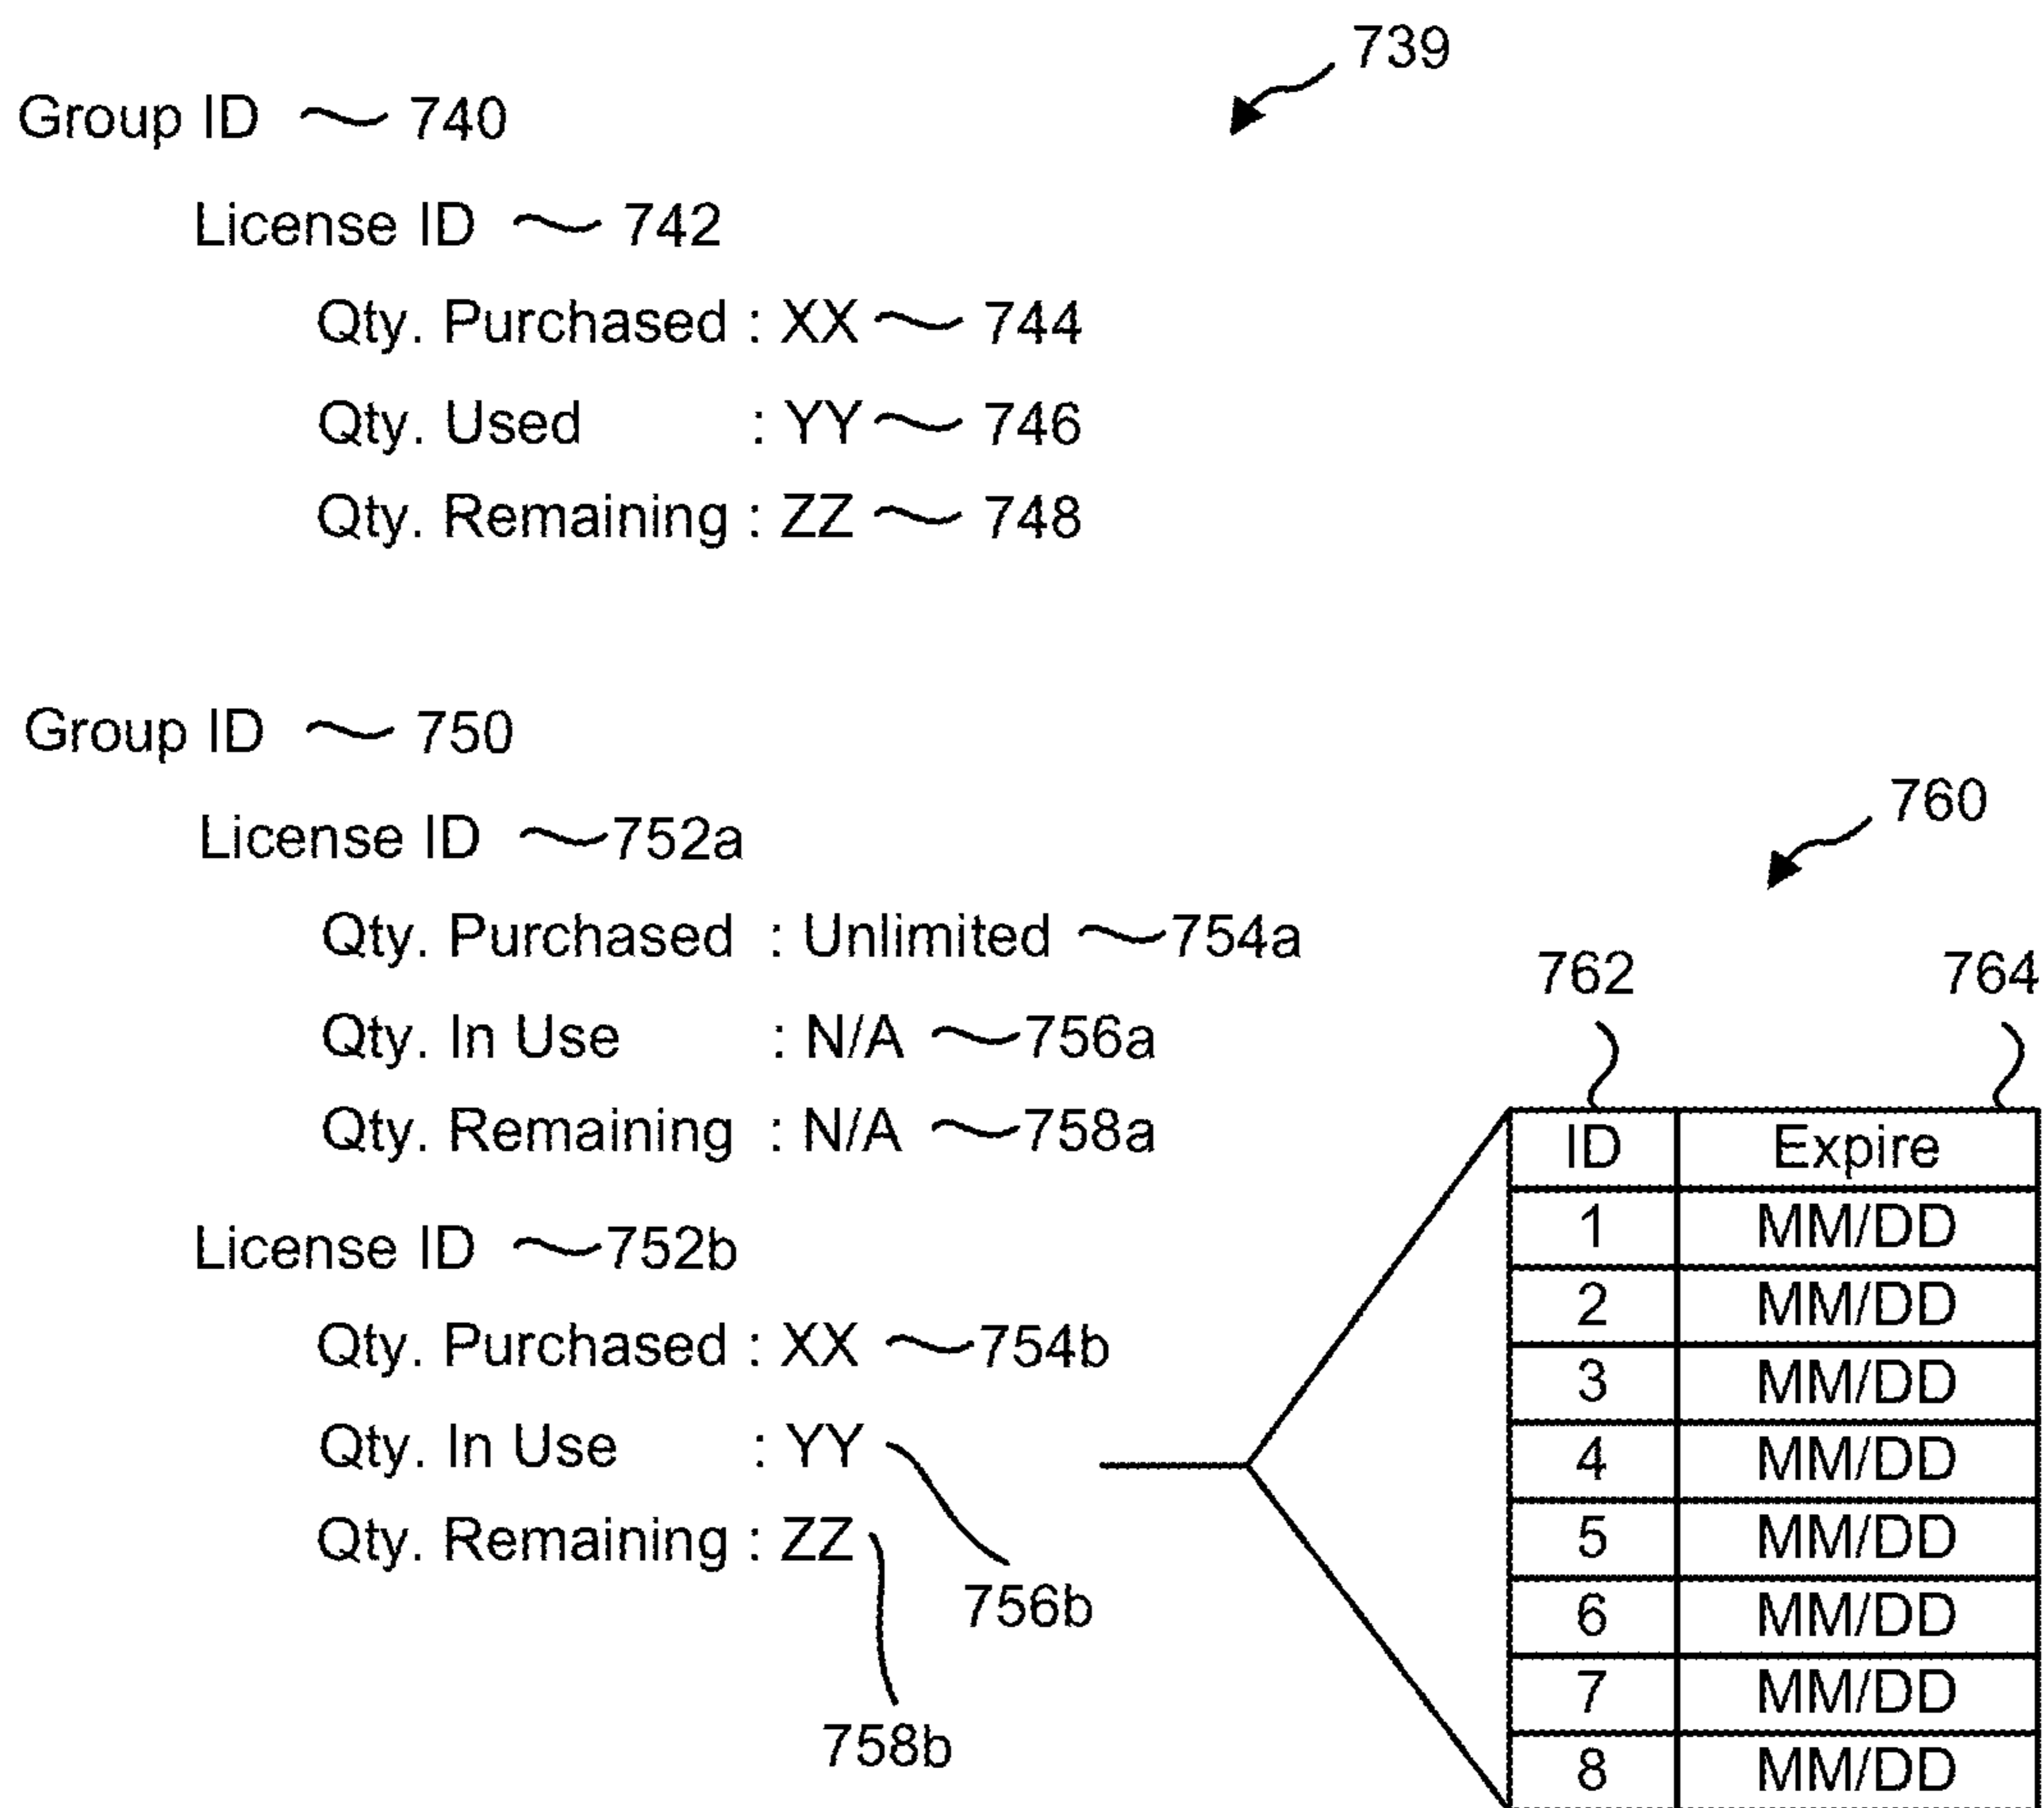 739
Group ID 740
License ID 742
Qty. Purchased : XX 744
Qty. Used : YY 746
Qty. Remaining : ZZ 748
Group ID 750
License ID 752a
Qty. Purchased : Unlimited 754a
Qty. In Use : N/A 756a
Qty. Remaining : N/A 758a
License ID 752b
Qty. Purchased : XX 754b
Qty. In Use : YY 756b
Qty. Remaining : ZZ 758b
760
762 764
ID Expire
1 MM/DD
2 MM/DD
3 MM/DD
4 MM/DD
5 MM/DD
6 MM/DD
7 MM/DD
8 MM/DD